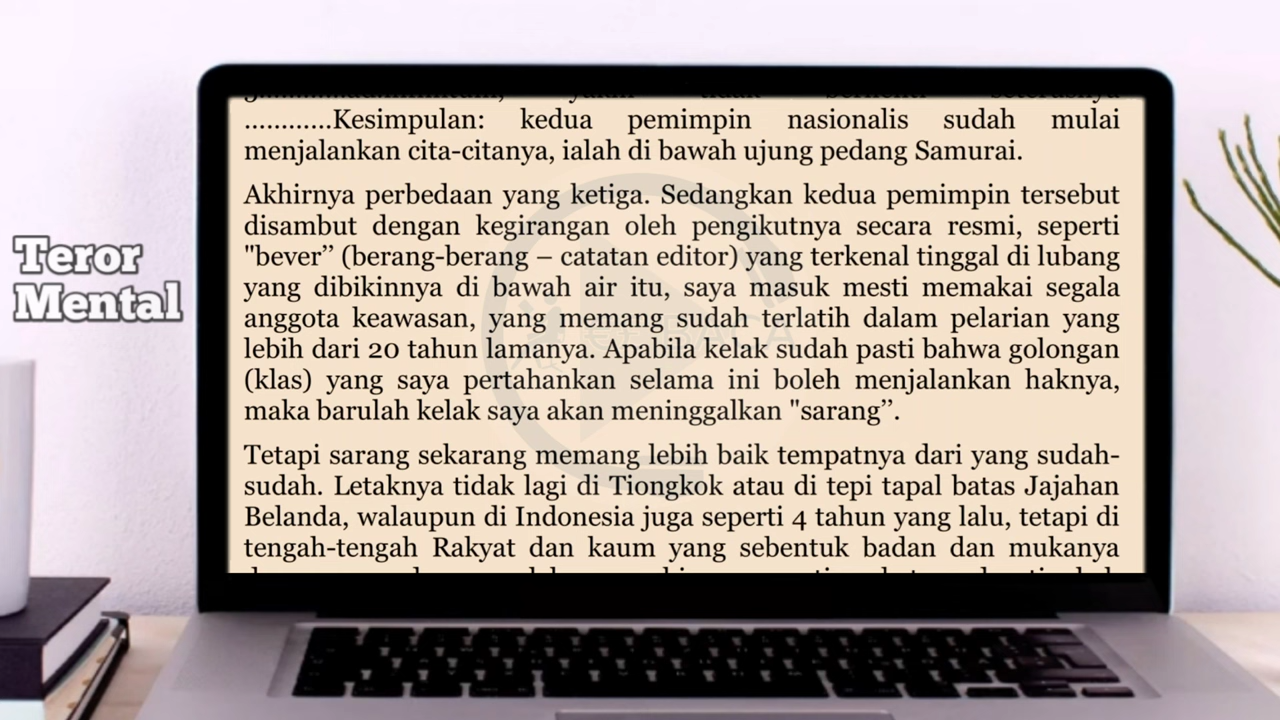 Teror
Mental
............Kesimpulan: kedua pemimpin nasionalis sudah mulai
menjalankan cita-citanya, ialah di bawah ujung pedang Samurai.
Akhirnya perbedaan yang ketiga. Sedangkan kedua pemimpin tersebut
disambut dengan kegirangan oleh pengikutnya secara resmi, seperti
"bever’’ (berang-berang – catatan editor) yang terkenal tinggal di lubang
yang dibikinnya di bawah air itu, saya masuk mesti memakai segala
anggota keawasan, yang memang sudah terlatih dalam pelarian yang
lebih dari 20 tahun lamanya. Apabila kelak sudah pasti bahwa golongan
(klas) yang saya pertahankan selama ini boleh menjalankan haknya,
maka barulah kelak saya akan meninggalkan "sarang’’.
Tetapi sarang sekarang memang lebih baik tempatnya dari yang sudah-
sudah. Letaknya tidak lagi di Tiongkok atau di tepi tapal batas Jajahan
Belanda, walaupun di Indonesia juga seperti 4 tahun yang lalu, tetapi di
tengah-tengah Rakyat dan kaum yang sebentuk badan dan mukanya